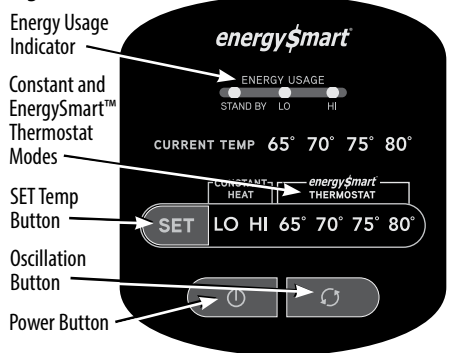 Energy Usage
Indicator
Constant and
EnergySmart™
Thermostat
Modes
SET Temp
Button
Oscillation
Button
Power Button
energy$mart
ENERGY USAGE
STAND BY LO HI
CURRENT TEMP 65° 70° 75° 80°
CONSTANT
HEAT
energy$mart
THERMOSTAT
SET LO HI 65° 70° 75° 80°